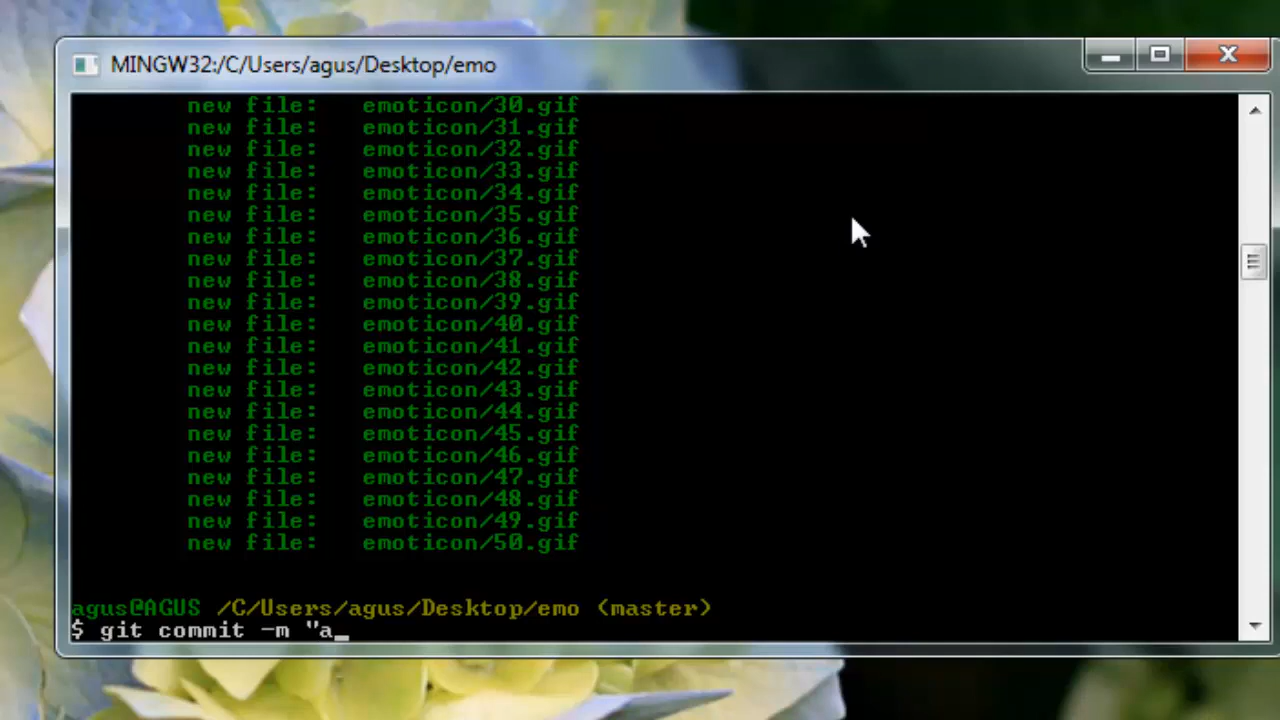 MINGW32:/C/Users/agus/Desktop/emo
new file: emoticon/30.gif
new file: emoticon/31.gif
new file: emoticon/32.gif
new file: emoticon/33.gif
new file: emoticon/34.gif
new file: emoticon/35.gif
new file: emoticon/36.gif
new file: emoticon/37.gif
new file: emoticon/38.gif
new file: emoticon/39.gif
new file: emoticon/40.gif
new file: emoticon/41.gif
new file: emoticon/42.gif
new file: emoticon/43.gif
new file: emoticon/44.gif
new file: emoticon/45.gif
new file: emoticon/46.gif
new file: emoticon/47.gif
new file: emoticon/48.gif
new file: emoticon/49.gif
new file: emoticon/50.gif
agus@AGUS /C/Users/agus/Desktop/emo (master)
$ git commit -m "a_